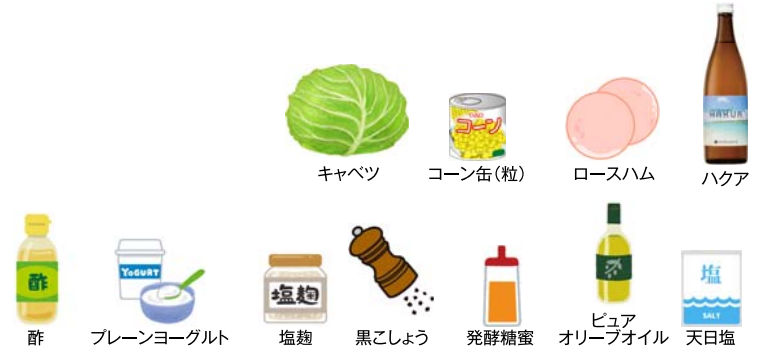 コーン
HAKUA
キャベツ
コーン缶(粒)
ロースハム
ハクア
酢
YOGURT
塩麹
塩
SALT
酢
プレーンヨーグルト
塩麹
黒こしょう
発酵糖蜜
ピュア
オリーブオイル
天日塩